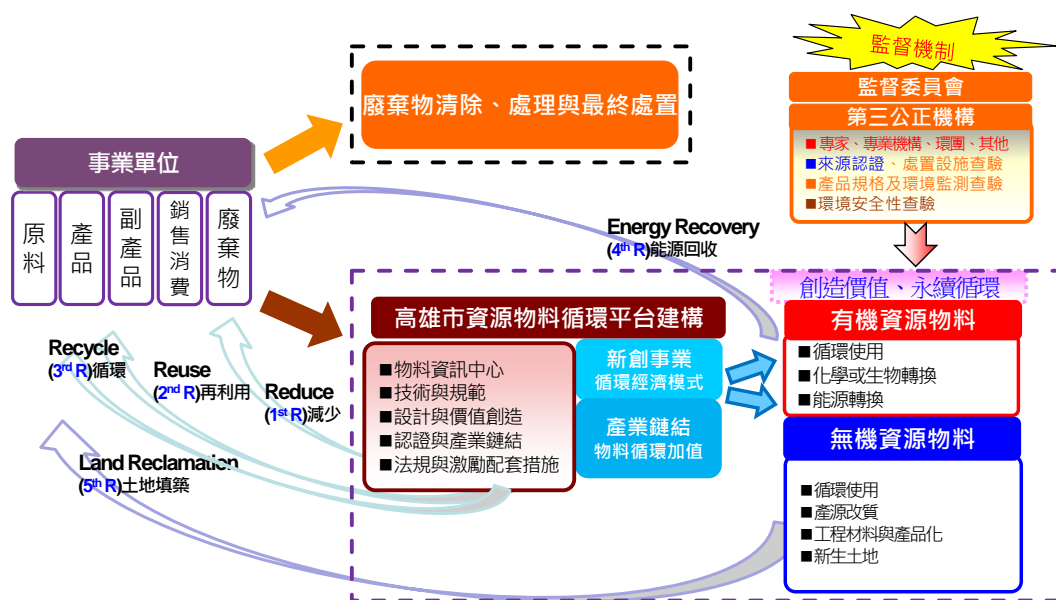 監督機制
監督委員會
第三公正機構
■專家、專業機構、環團、其他
■來源認證、處置設施查驗
■產品規格及環境監測查驗
■環境安全性查驗
廢棄物清除、處理與最終處置
事業單位
原料
產品
副產品
銷售消費
廢棄物
Energy Recovery
(4th R)能源回收
創造價值、永續循環
高雄市資源物料循環平台建構
■物料資訊中心
■技術與規範
■設計與價值創造
■認證與產業鏈結
■法規與激勵配套措施
新創事業
循環經濟模式
產業鏈結
物料循環加值
有機資源物料
■循環使用
■化學或生物轉換
■能源轉換
無機資源物料
■循環使用
■產源改質
■工程材料與產品化
■新生土地
Recycle
(3rd R)循環
Reuse
(2nd R)再利用
Reduce
(1st R)減少
Land Reclamation
(5th R)土地填築